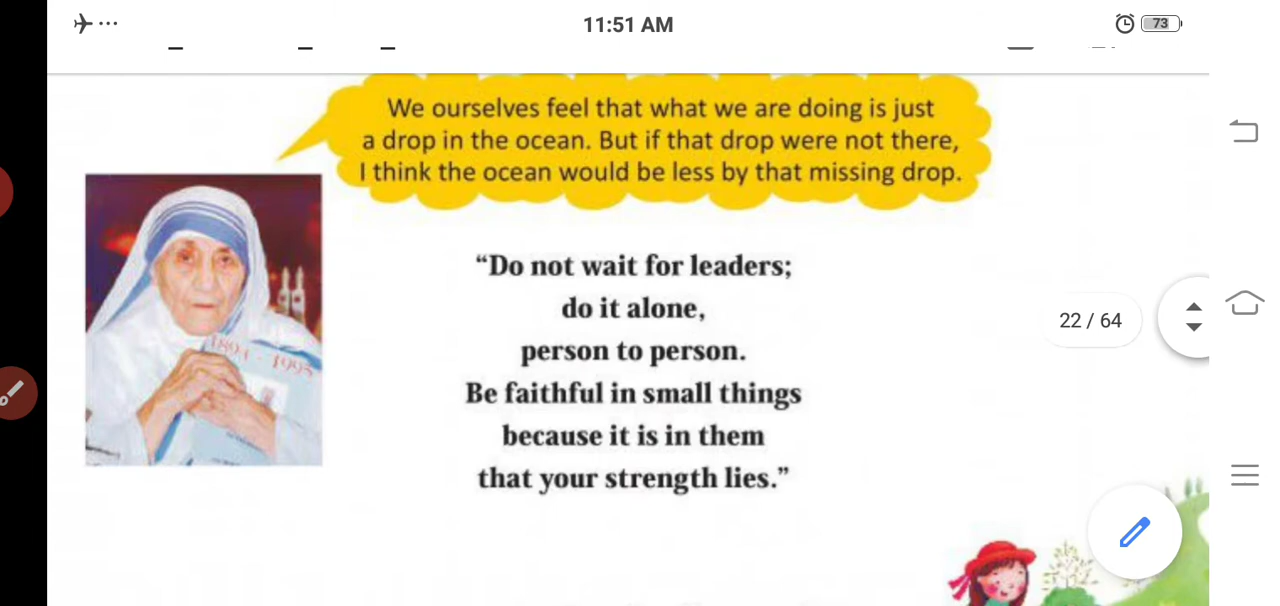 11:51 AM
73
We ourselves feel that what we are doing is just
a drop in the ocean. But if that drop were not there,
I think the ocean would be less by that missing drop.
1894 - 1995
“Do not wait for leaders;
do it alone,
person to person.
Be faithful in small things
because it is in them
that your strength lies.”
22 / 64